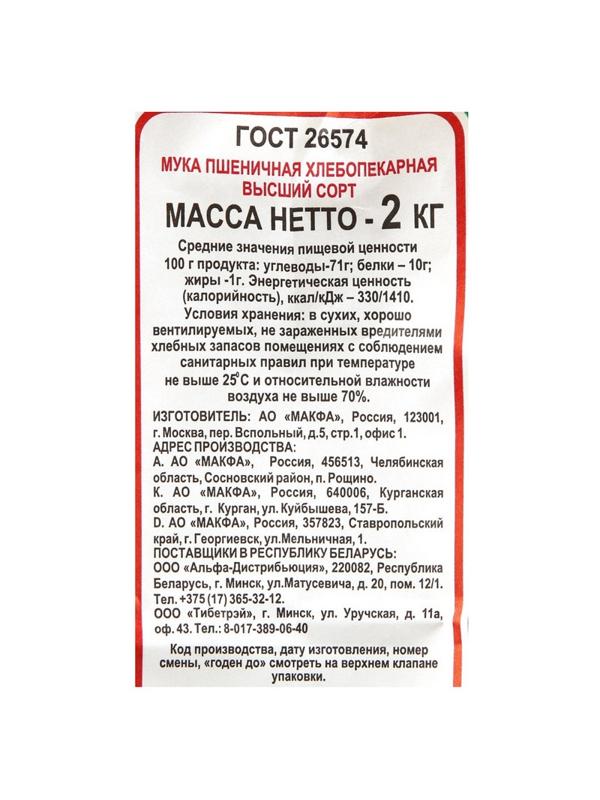 ГОСТ 26574
МУКА ПШЕНИЧНАЯ ХЛЕБОПЕКАРНАЯ
ВЫСШИЙ СОРТ
МАССА НЕТТО - 2 КГ
Средние значения пищевой ценности
100 г продукта: углеводы-71г; белки – 10г;
жиры -1г. Энергетическая ценность
(калорийность), ккал/кДж – 330/1410.
Условия хранения: в сухих, хорошо
вентилируемых, не зараженных вредителями
хлебных запасов помещениях с соблюдением
санитарных правил при температуре
не выше 25⁰С и относительной влажности
воздуха не выше 70%.
ИЗГОТОВИТЕЛЬ: АО «МАКФА», Россия, 123001,
г. Москва, пер. Вспольный, д.5, стр.1, офис 1.
АДРЕС ПРОИЗВОДСТВА:
А. АО «МАКФА», Россия, 456513, Челябинская
область, Сосновский район, п. Рощино.
К. АО «МАКФА», Россия, 640006, Курганская
область, г. Курган, ул. Куйбышева, 157-Б.
D. АО «МАКФА», Россия, 357823, Ставропольский
край, г. Георгиевск, ул.Мельничная, 1.
ПОСТАВЩИКИ В РЕСПУБЛИКУ БЕЛАРУСЬ:
ООО «Альфа-Дистрибьюция», 220082, Республика
Беларусь, г. Минск, ул.Матусевича, д. 20, пом. 12/1.
Тел. +375 (17) 365-32-12.
ООО «Тибетрэй», г. Минск, ул. Уручская, д. 11а,
оф. 43. Тел.: 8-017-389-06-40
Код производства, дату изготовления, номер
смены, «годен до» смотреть на верхнем клапане
упаковки.